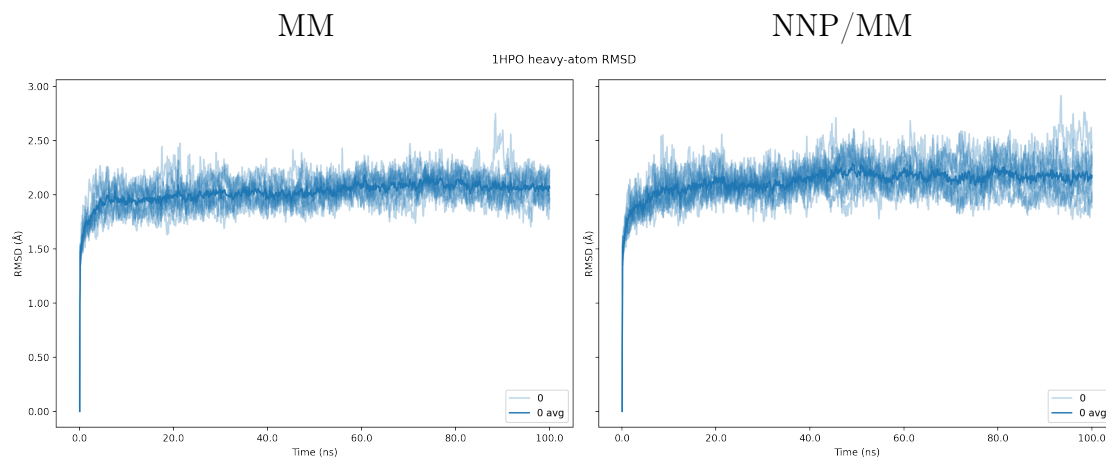 MM
NNP/MM
1HPO heavy-atom RMSD
RMSD (Å)
3.00
2.50
2.00
1.50
1.00
0.50
0.00
0
0 avg
0.0 20.0 40.0 60.0 80.0 100.0
Time (ns)
RMSD (Å)
0
0 avg
0.0 20.0 40.0 60.0 80.0 100.0
Time (ns)